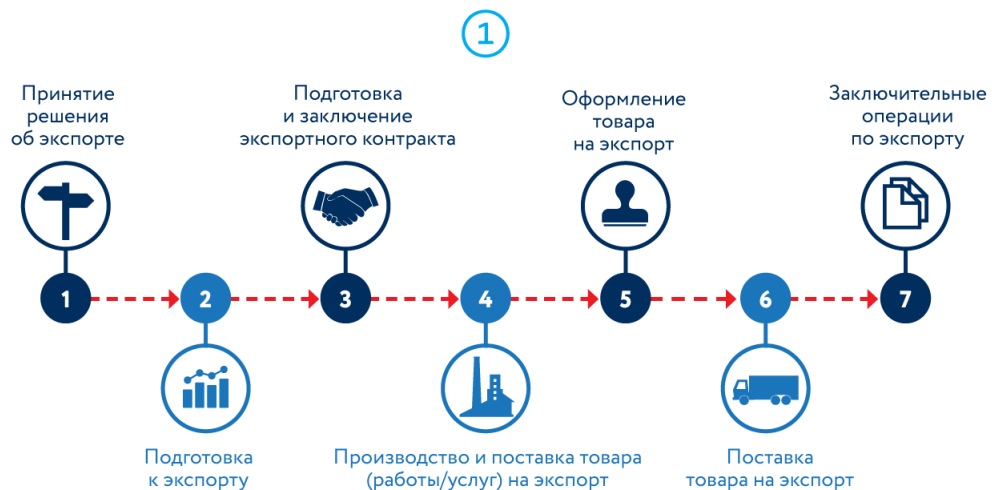 1
Принятие
решения
об экспорте
Подготовка
и заключение
экспортного контракта
Оформление
товара
на экспорт
Заключительные
операции
по экспорту
1
2
3
4
5
6
7
Подготовка
к экспорту
Производство и поставка товара
(работы/услуг) на экспорт
Поставка
товара на экспорт